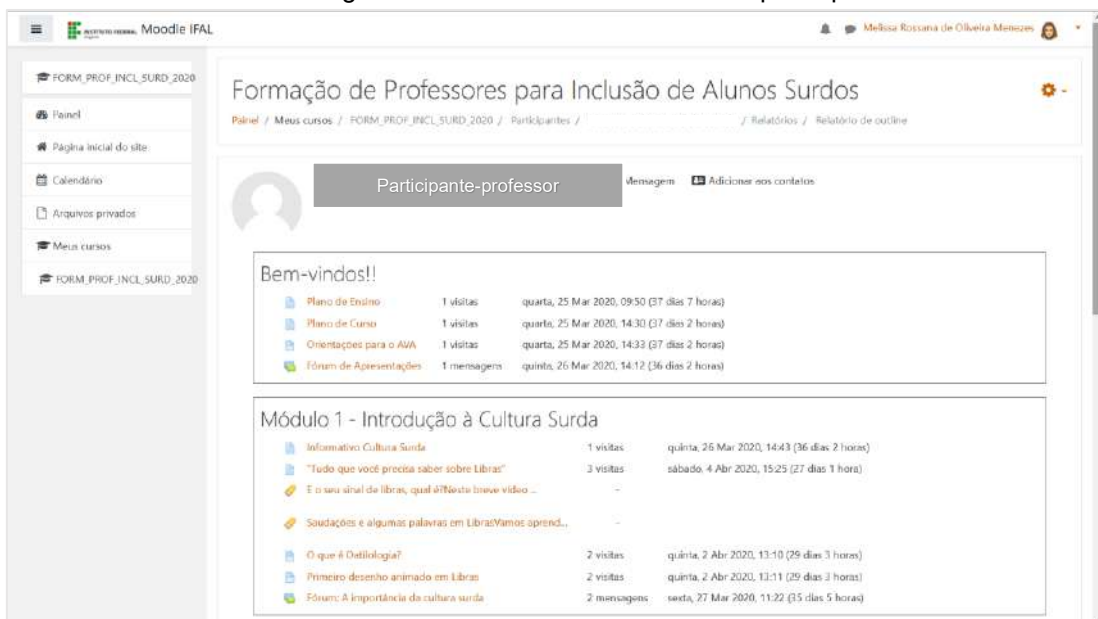 Moodle IFAL
Melissa Rossana de Oliveira Menezes
FORM_PROF_INCL_SURD_2020
Painel
Página inicial do site
Calendário
Arquivos privados
Meus cursos
FORM_PROF_INCL_SURD_2020
Formação de Professores para Inclusão de Alunos Surdos
Painel / Meus cursos / FORM_PROF_INCL_SURD_2020 / Participantes / / Relatórios / Relatório de outline
Participante-professor
Mensagem Adicionar aos contatos
Bem-vindos!!
Plano de Ensino 1 visitas quarta, 25 Mar 2020, 09:50 (37 dias 7 horas)
Plano de Curso 1 visitas quarta, 25 Mar 2020, 14:30 (37 dias 2 horas)
Orientações para o AVA 1 visitas quarta, 25 Mar 2020, 14:33 (37 dias 2 horas)
Fórum de Apresentações 1 mensagens quinta, 26 Mar 2020, 14:12 (36 dias 2 horas)
Módulo 1 - Introdução à Cultura Surda
Informativo Cultura Surda 1 visitas quinta, 26 Mar 2020, 14:43 (36 dias 2 horas)
"Tudo que você precisa saber sobre Libras" 3 visitas sábado, 4 Abr 2020, 15:25 (27 dias 1 hora)
E o seu sinal de libras, qual é?Neste breve vídeo ... -
Saudações e algumas palavras em LibrasVamos aprend... -
O que é Datilologia? 2 visitas quinta, 2 Abr 2020, 13:10 (29 dias 3 horas)
Primeiro desenho animado em Libras 2 visitas quinta, 2 Abr 2020, 13:11 (29 dias 3 horas)
Fórum: A importância da cultura surda 2 mensagens sexta, 27 Mar 2020, 11:22 (35 dias 5 horas)